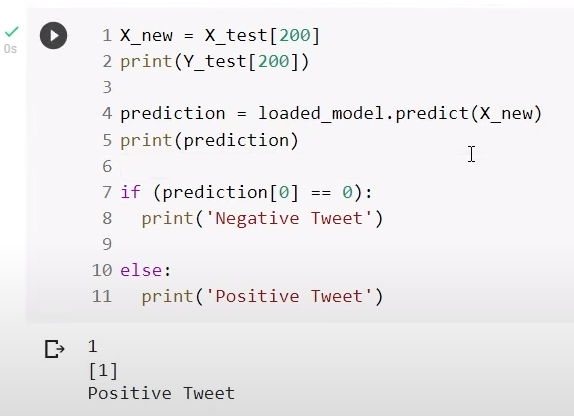 0s
1 X_new = X_test[200]
2 print(Y_test[200])
3
4 prediction = loaded_model.predict(X_new)
5 print(prediction)
6
7 if (prediction[0] == 0):
8   print('Negative Tweet')
9
10 else:
11   print('Positive Tweet')
1
[1]
Positive Tweet